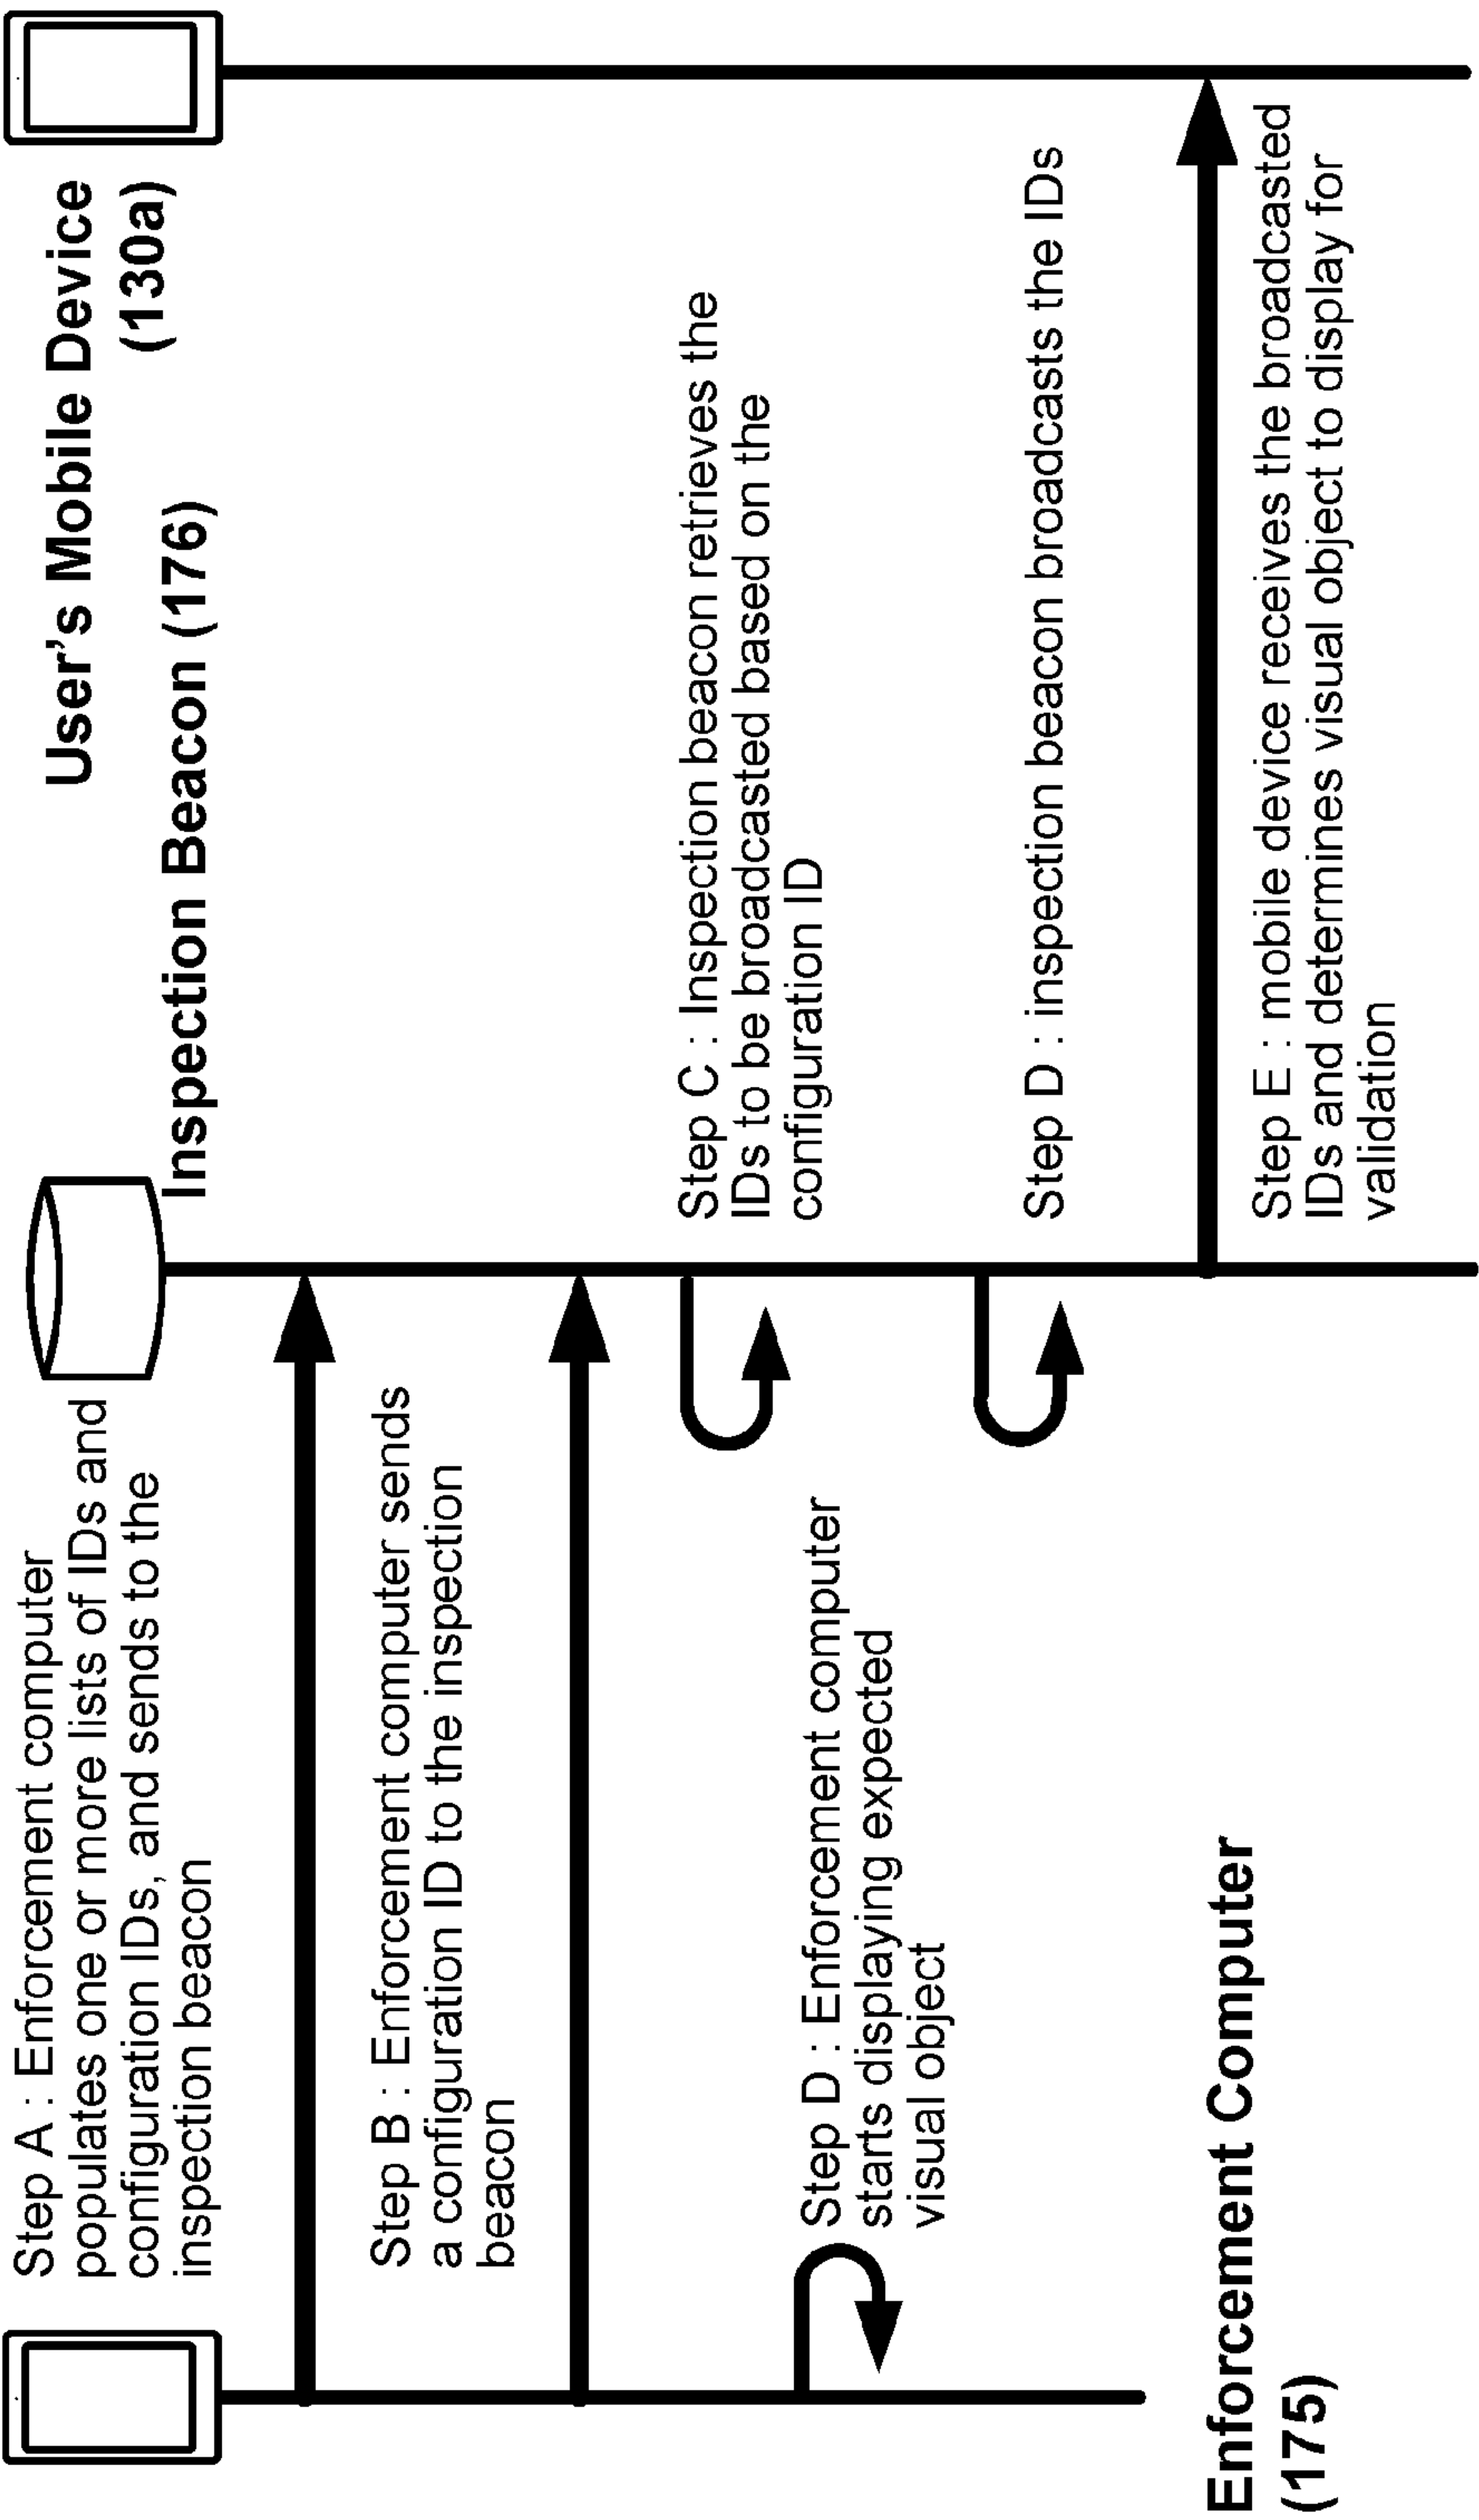 User's Mobile Device
(130a)
Inspection Beacon (176)
Step A : Enforcement computer
populates one or more lists of IDs and
configuration IDs, and sends to the
inspection beacon
Step B : Enforcement computer sends
a configuration ID to the inspection
beacon
Step C : Inspection beacon retrieves the
IDs to be broadcasted based on the
configuration ID
Step D : Enforcement computer
starts displaying expected
visual object
Step D : inspection beacon broadcasts the IDs
Step E : mobile device receives the broadcasted
IDs and determines visual object to display for
validation
Enforcement Computer
(175)